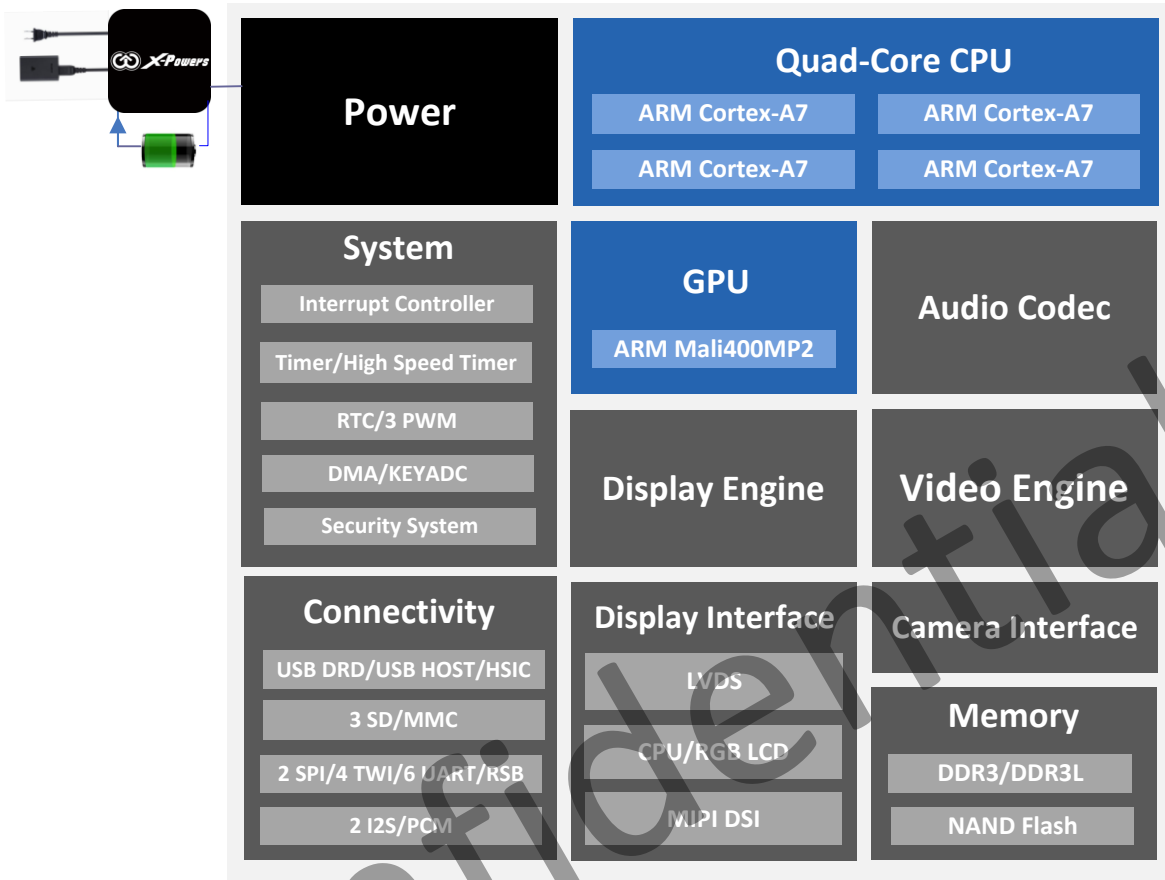 X-Powers
Power
Quad-Core CPU
ARM Cortex-A7
ARM Cortex-A7
ARM Cortex-A7
ARM Cortex-A7
System
Interrupt Controller
Timer/High Speed Timer
RTC/3 PWM
DMA/KEYADC
Security System
GPU
ARM Mali400MP2
Audio Codec
Display Engine
Video Engine
Connectivity
USB DRD/USB HOST/HSIC
3 SD/MMC
2 SPI/4 TWI/6 UART/RSB
2 I2S/PCM
Display Interface
LVDS
CPU/RGB LCD
MIPI DSI
Camera Interface
Memory
DDR3/DDR3L
NAND Flash
fidential